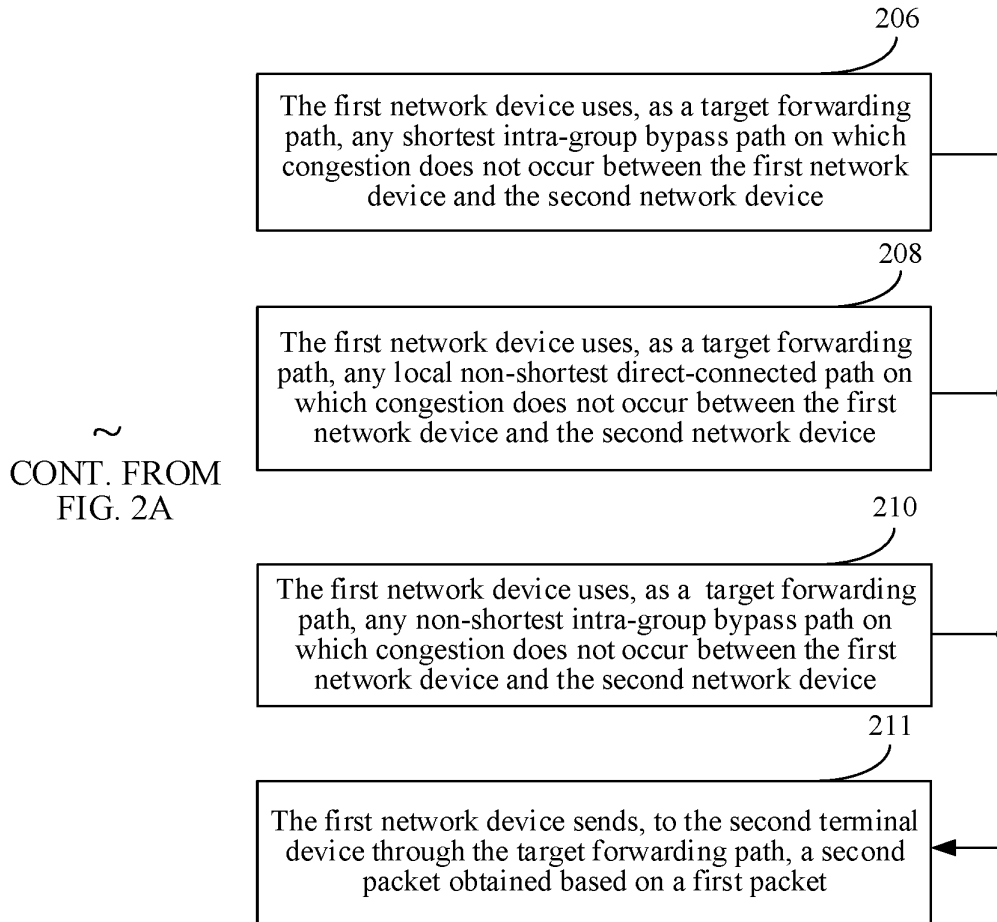 206
The first network device uses, as a target forwarding
path, any shortest intra-group bypass path on which
congestion does not occur between the first network
device and the second network device
208
The first network device uses, as a target forwarding
path, any local non-shortest direct-connected path on
which congestion does not occur between the first
network device and the second network device
~
CONT. FROM
FIG. 2A
210
The first network device uses, as a target forwarding
path, any non-shortest intra-group bypass path on
which congestion does not occur between the first
network device and the second network device
211
The first network device sends, to the second terminal
device through the target forwarding path, a second
packet obtained based on a first packet